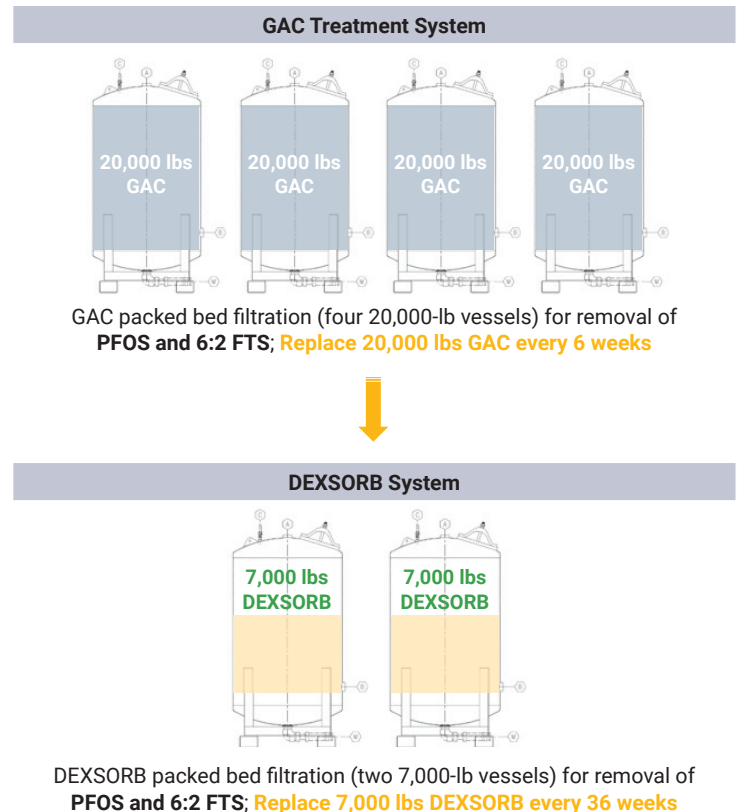 GAC Treatment System
C A
C A
C A
C A
20,000 lbs GAC
20,000 lbs GAC
20,000 lbs GAC
20,000 lbs GAC
B
B
B
B
W
W
W
W
GAC packed bed filtration (four 20,000-lb vessels) for removal of
PFOS and 6:2 FTS; Replace 20,000 lbs GAC every 6 weeks
DEXSORB System
C A
C A
7,000 lbs DEXSORB
7,000 lbs DEXSORB
B
B
W
W
DEXSORB packed bed filtration (two 7,000-lb vessels) for removal of
PFOS and 6:2 FTS; Replace 7,000 lbs DEXSORB every 36 weeks